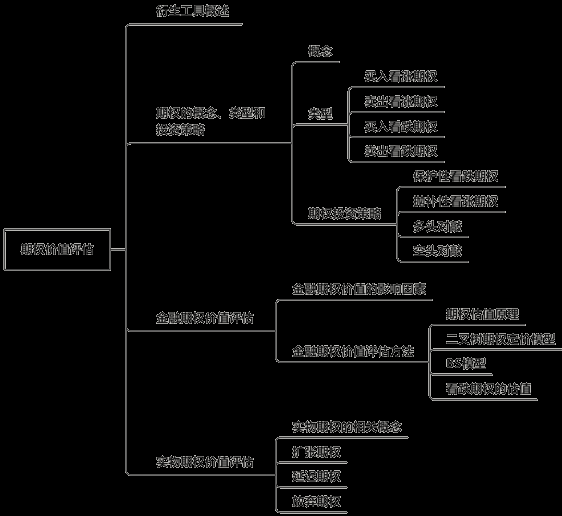 衍生工具概述
概念
买入看涨期权
卖出看涨期权
期权的概念、类型和
投资策略
类型
买入看跌期权
卖出看跌期权
保护性看跌期权
抛补性看涨期权
期权投资策略
多头对敲
空头对敲
期权价值评估
金融期权价值的影响因素
金融期权价值评估
期权估值原理
二叉树期权定价模型
金融期权价值评估方法
BS模型
看跌期权的估值
实物期权的相关概念
扩张期权
实物期权价值评估
延迟期权
放弃期权